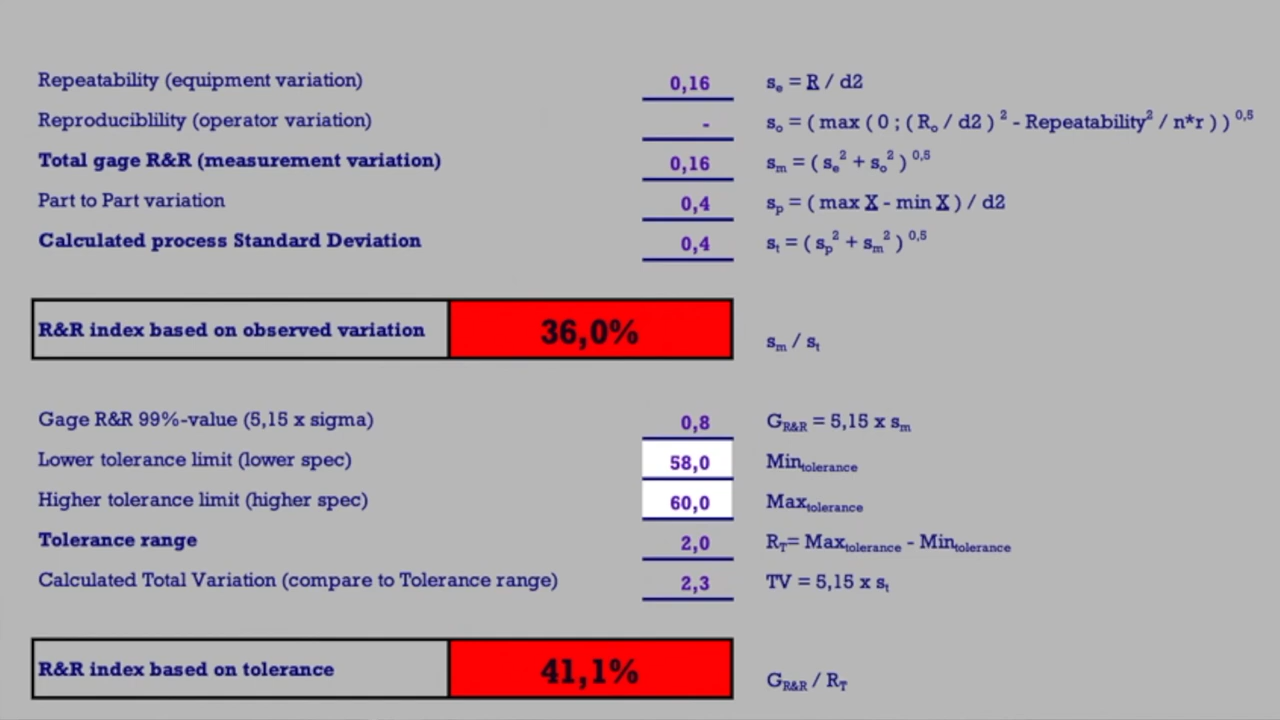 Repeatability (equipment variation) 0,16 sₑ = R / d2
Reproduciblility (operator variation) - sₒ = ( max ( 0 ; ( Rₒ / d2 ) ² - Repeatability² / n*r ) ) ⁰,⁵
Total gage R&R (measurement variation) 0,16 sₘ = ( sₑ² + sₒ² ) ⁰,⁵
Part to Part variation 0,4 sₚ = ( max X - min X ) / d2
Calculated process Standard Deviation 0,4 sₜ = ( sₚ² + sₘ² ) ⁰,⁵
R&R index based on observed variation 36,0% sₘ / sₜ
Gage R&R 99%-value (5,15 x sigma) 0,8 GR&R = 5,15 x sₘ
Lower tolerance limit (lower spec) 58,0 Mintolerance
Higher tolerance limit (higher spec) 60,0 Maxtolerance
Tolerance range 2,0 RT= Maxtolerance - Mintolerance
Calculated Total Variation (compare to Tolerance range) 2,3 TV = 5,15 x sₜ
R&R index based on tolerance 41,1% GR&R / RT